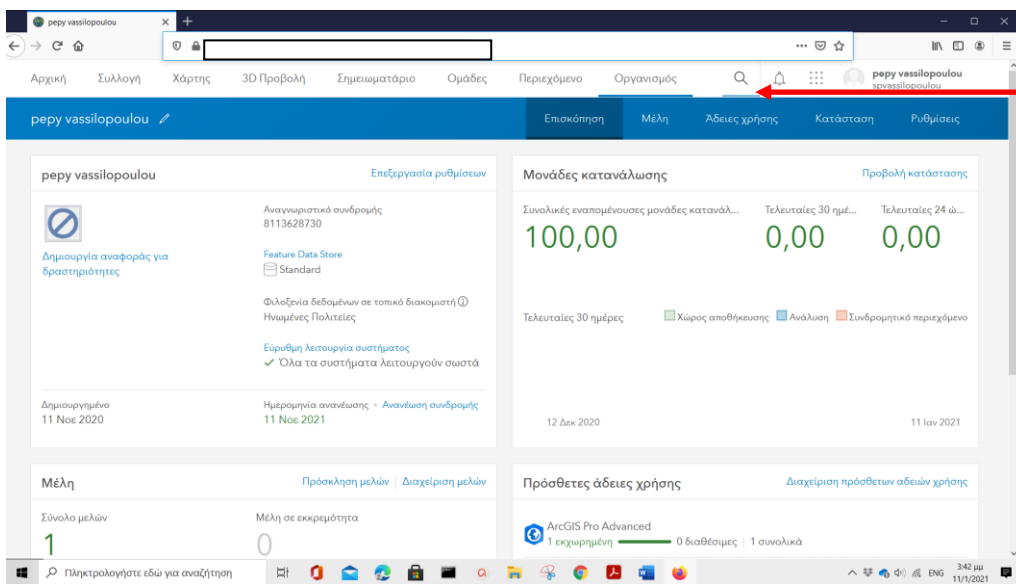 pepy vassilopoulou
Αρχική Συλλογή Χάρτης 3D Προβολή Σημειωματάριο Ομάδες Περιεχόμενο Οργανισμός pepy vassilopoulou
spvassilopoulou
pepy vassilopoulou Επισκόπηση Μέλη Άδειες χρήσης Κατάσταση Ρυθμίσεις
pepy vassilopoulou Επεξεργασία ρυθμίσεων
Δημιουργία αναφοράς για
δραστηριότητες
Αναγνωριστικό συνδρομής
8113628730
Feature Data Store
Standard
Φιλοξενία δεδομένων σε τοπικό διακομιστή
Ηνωμένες Πολιτείες
Εύρυθμη λειτουργία συστήματος
Όλα τα συστήματα λειτουργούν σωστά
Δημιουργημένο
11 Νοε 2020
Ημερομηνία ανανέωσης • Ανανέωση συνδρομής
11 Νοε 2021
Μονάδες κατανάλωσης Προβολή κατάστασης
Συνολικές εναπομένουσες μονάδες κατανάλ... Τελευταίες 30 ημέ... Τελευταίες 24 ώ...
100,00 0,00 0,00
Τελευταίες 30 ημέρες Χώρος αποθήκευσης Ανάλυση Συνδρομητικό περιεχόμενο
12 Δεκ 2020 11 Ιαν 2021
Μέλη Πρόσκληση μελών | Διαχείριση μελών
Σύνολο μελών Μέλη σε εκκρεμότητα
1 0
Πρόσθετες άδειες χρήσης Διαχείριση πρόσθετων αδειών χρήσης
ArcGIS Pro Advanced
1 εκχωρημένη 0 διαθέσιμες | 1 συνολικά
Πληκτρολογήστε εδώ για αναζήτηση ENG 3:42 μμ
11/1/2021